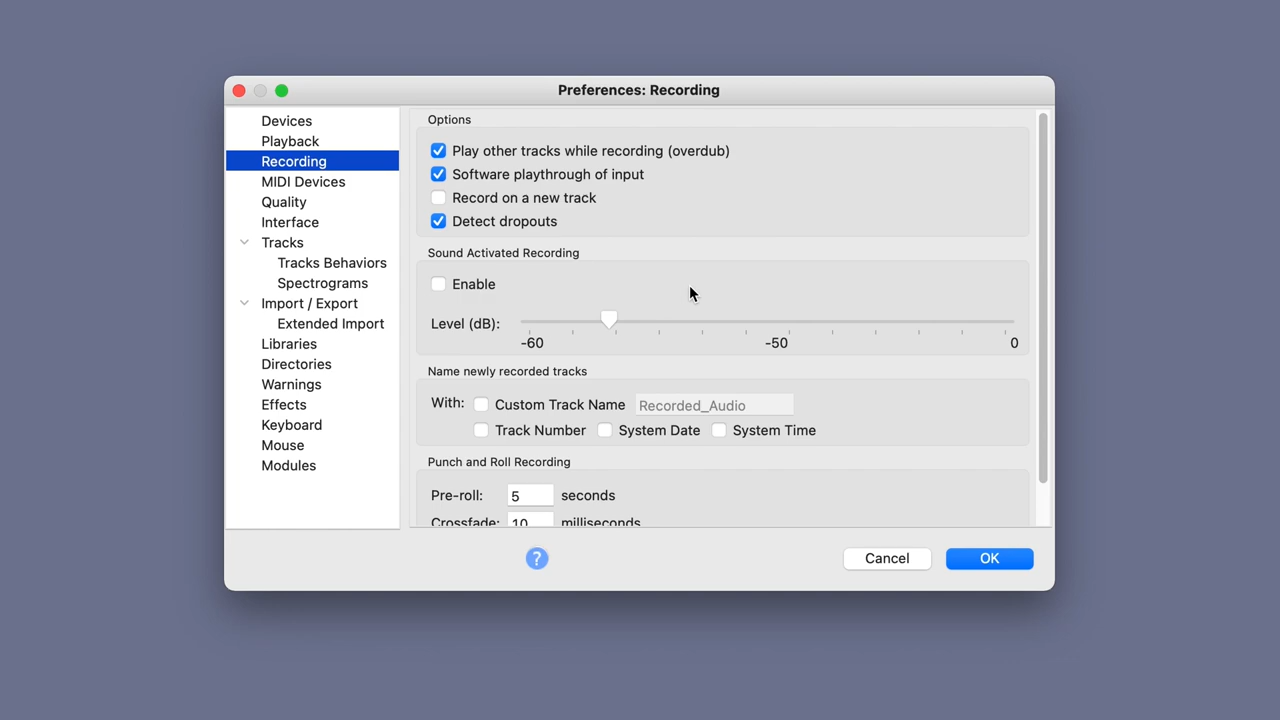 Preferences: Recording
Devices
Playback
Recording
MIDI Devices
Quality
Interface
Tracks
Tracks Behaviors
Spectrograms
Import / Export
Extended Import
Libraries
Directories
Warnings
Effects
Keyboard
Mouse
Modules
Options
Play other tracks while recording (overdub)
Software playthrough of input
Record on a new track
Detect dropouts
Sound Activated Recording
Enable
Level (dB):
-60 -50 0
Name newly recorded tracks
With: Custom Track Name Recorded_Audio
Track Number System Date System Time
Punch and Roll Recording
Pre-roll: 5 seconds
Crossfade: 10 milliseconds
? Cancel OK